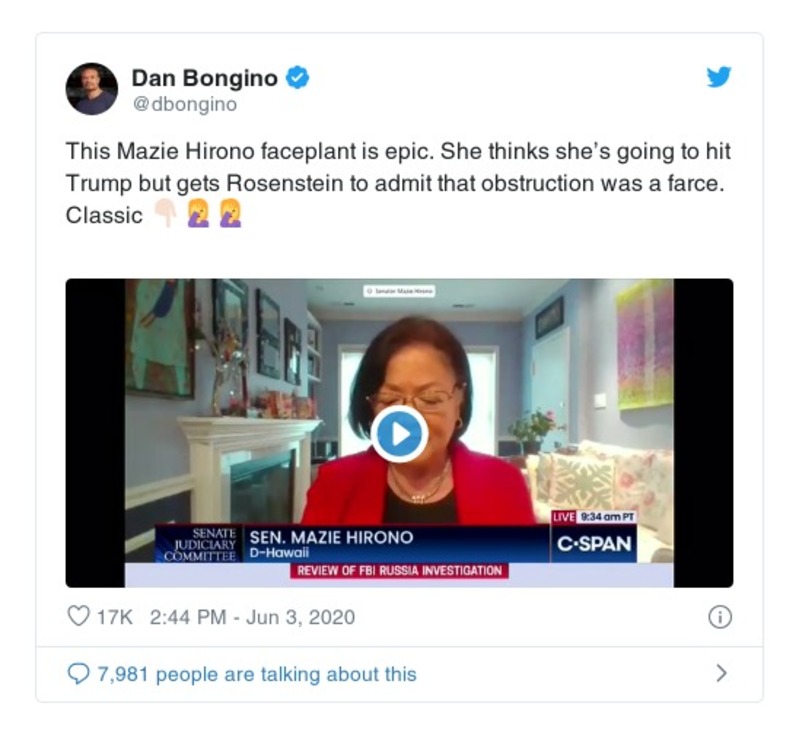 Dan Bongino
@dbongino
This Mazie Hirono faceplant is epic. She thinks she’s going to hit
Trump but gets Rosenstein to admit that obstruction was a farce.
Classic 👇🏻🤦‍♀️🤦‍♀️
Senator Mazie Hirono
LIVE 9:34 am PT
SENATE
JUDICIARY
COMMITTEE
SEN. MAZIE HIRONO
D-Hawaii
C-SPAN
REVIEW OF FBI RUSSIA INVESTIGATION
17K 2:44 PM - Jun 3, 2020
7,981 people are talking about this